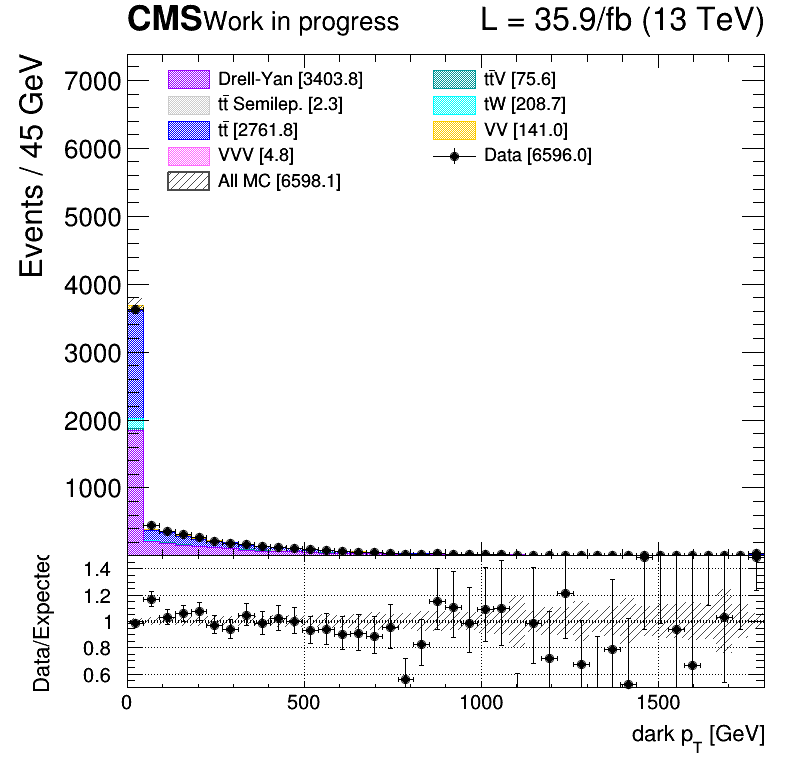 CMS Work in progress L = 35.9/fb (13 TeV)
Events / 45 GeV
7000
6000
5000
4000
3000
2000
1000
Drell-Yan [3403.8]
tt̄ Semilep. [2.3]
tt̄ [2761.8]
VVV [4.8]
All MC [6598.1]
tt̄V [75.6]
tW [208.7]
VV [141.0]
Data [6596.0]
Data/Expected
1.4
1.2
1
0.8
0.6
0 500 1000 1500
dark p_T [GeV]